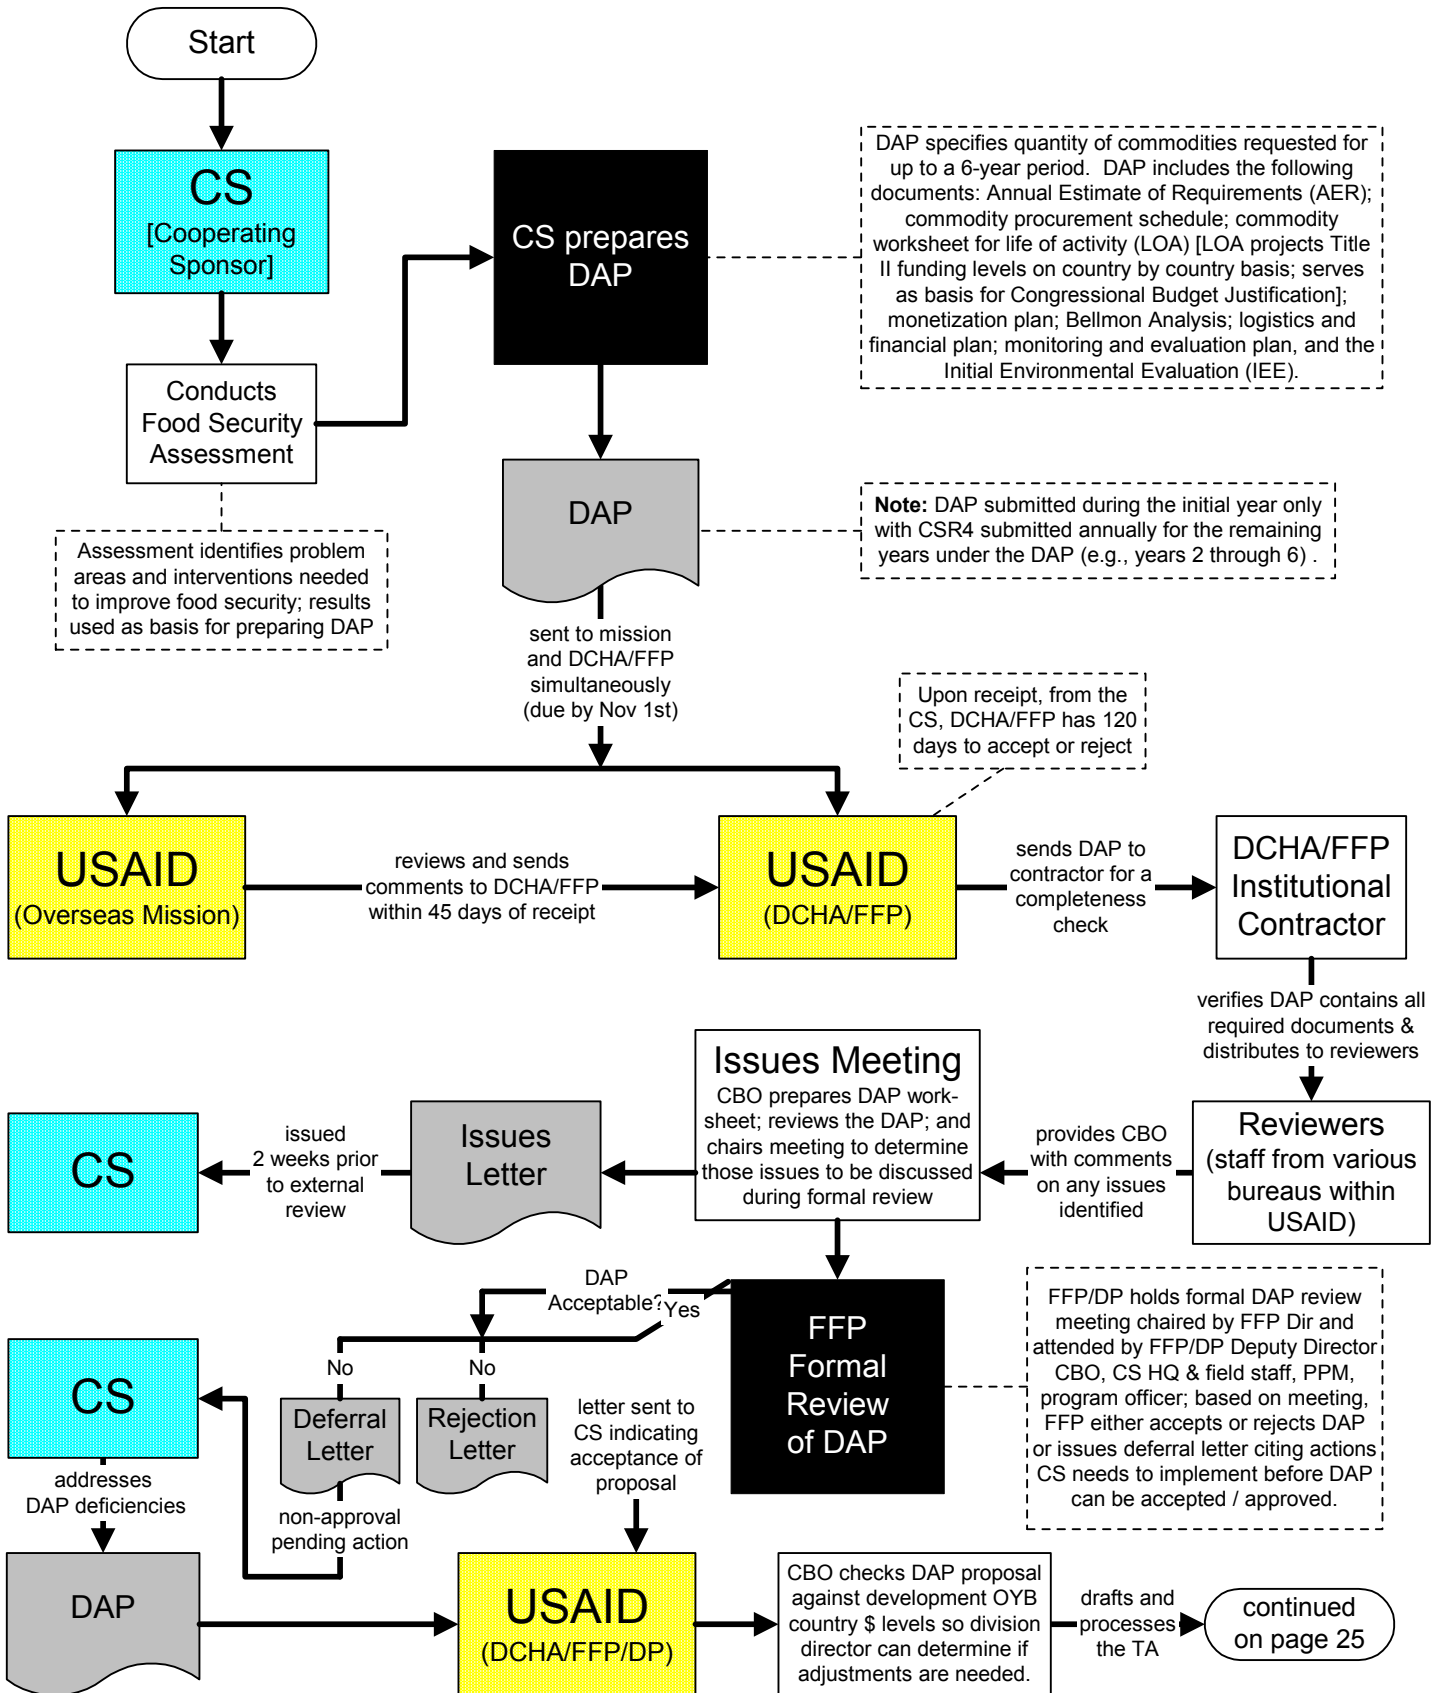 Start
CS
[Cooperating
Sponsor]
Conducts
Food Security
Assessment
Assessment identifies problem
areas and interventions needed
to improve food security; results
used as basis for preparing DAP
CS prepares
DAP
DAP specifies quantity of commodities requested for
up to a 6-year period.  DAP includes the following
documents: Annual Estimate of Requirements (AER);
commodity procurement schedule; commodity
worksheet for life of activity (LOA) [LOA projects Title
II funding levels on country by country basis; serves
as basis for Congressional Budget Justification];
monetization plan; Bellmon Analysis; logistics and
financial plan; monitoring and evaluation plan, and the
Initial Environmental Evaluation (IEE).
DAP
Note: DAP submitted during the initial year only
with CSR4 submitted annually for the remaining
years under the DAP (e.g., years 2 through 6) .
sent to mission
and DCHA/FFP
simultaneously
(due by Nov 1st)
Upon receipt, from the
CS, DCHA/FFP has 120
days to accept or reject
USAID
(Overseas Mission)
reviews and sends
comments to DCHA/FFP
within 45 days of receipt
USAID
(DCHA/FFP)
sends DAP to
contractor for a
completeness
check
DCHA/FFP
Institutional
Contractor
verifies DAP contains all
required documents &
distributes to reviewers
Reviewers
(staff from various
bureaus within
USAID)
provides CBO
with comments
on any issues
identified
Issues Meeting
CBO prepares DAP work-
sheet; reviews the DAP; and
chairs meeting to determine
those issues to be discussed
during formal review
Issues
Letter
issued
2 weeks prior
to external
review
CS
FFP
Formal
Review
of DAP
FFP/DP holds formal DAP review
meeting chaired by FFP Dir and
attended by FFP/DP Deputy Director
CBO, CS HQ & field staff, PPM,
program officer; based on meeting,
FFP either accepts or rejects DAP
or issues deferral letter citing actions
CS needs to implement before DAP
can be accepted / approved.
DAP
Acceptable?
Yes
No
No
Deferral
Letter
Rejection
Letter
letter sent to
CS indicating
acceptance of
proposal
non-approval
pending action
CS
addresses
DAP deficiencies
DAP
USAID
(DCHA/FFP/DP)
CBO checks DAP proposal
against development OYB
country $ levels so division
director can determine if
adjustments are needed.
drafts and
processes
the TA
continued
on page 25